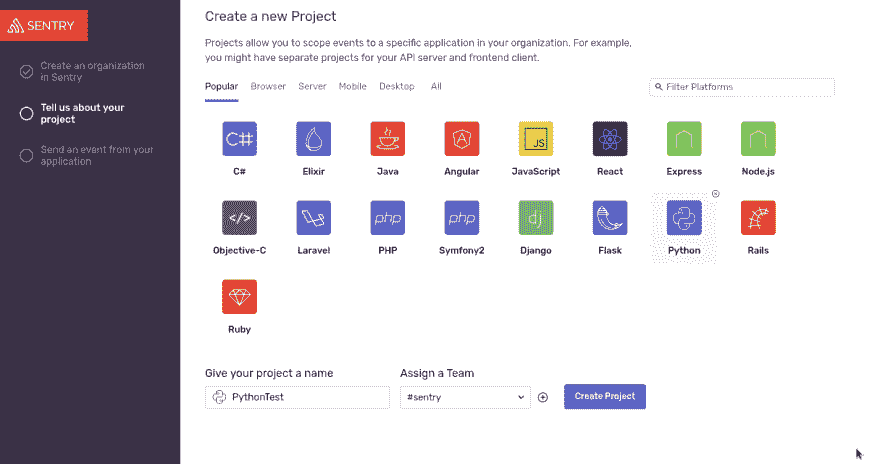 SENTRY
Create an organization
in Sentry
Tell us about your
project
Send an event from your
application
Create a new Project
Projects allow you to scope events to a specific application in your organization. For example,
you might have separate projects for your API server and frontend client.
Popular Browser Server Mobile Desktop All
Filter Platforms
C# JS php php dj
C# Elixir Java Angular JavaScript React Express Node.js
</> 
Objective-C Laravel PHP Symfony2 Django Flask Python Rails
Ruby
Give your project a name Assign a Team
PythonTest #sentry Create Project